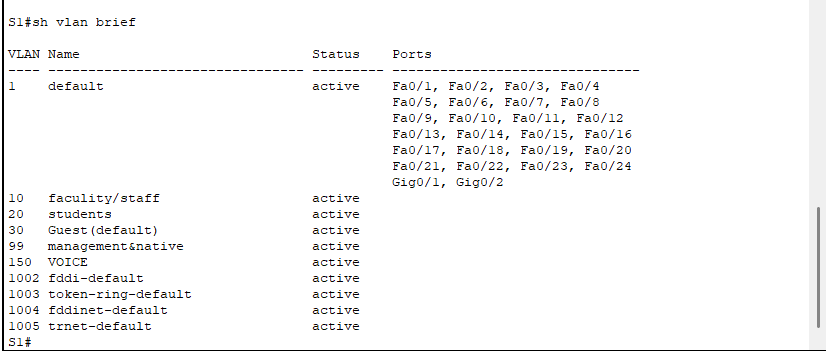 S1#sh vlan brief
VLAN Name                             Status    Ports
---- -------------------------------- --------- -------------------------------
1    default                          active    Fa0/1, Fa0/2, Fa0/3, Fa0/4
                                                Fa0/5, Fa0/6, Fa0/7, Fa0/8
                                                Fa0/9, Fa0/10, Fa0/11, Fa0/12
                                                Fa0/13, Fa0/14, Fa0/15, Fa0/16
                                                Fa0/17, Fa0/18, Fa0/19, Fa0/20
                                                Fa0/21, Fa0/22, Fa0/23, Fa0/24
                                                Gig0/1, Gig0/2
10   faculity/staff                   active
20   students                         active
30   Guest(default)                   active
99   management&native                active
150  VOICE                            active
1002 fddi-default                     active
1003 token-ring-default               active
1004 fddinet-default                  active
1005 trnet-default                    active
S1#